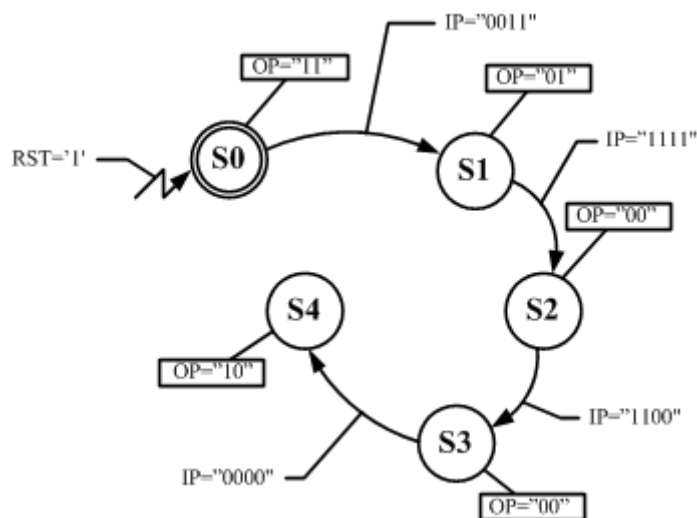 IP=”0011"
OP=”11”
OP=”01”
RST='1'
S0
S1
IP=”1111"
OP=”00”
S4
S2
OP=”10”
IP=”1100"
S3
IP=”0000"
OP=”00”